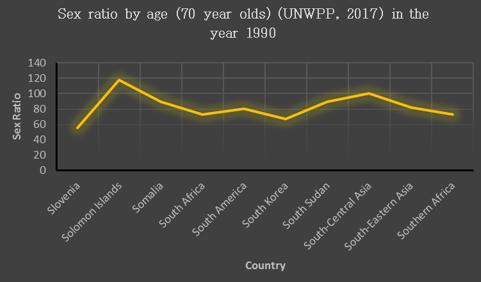 Sex ratio by age (70 year olds) (UNWPP, 2017) in the
year 1990
140
120
100
80
60
40
20
0
Sex Ratio
Slovenia
Solomon Islands
Somalia
South Africa
South America
South Korea
South Sudan
South-Central Asia
South-Eastern Asia
Southern Africa
Country